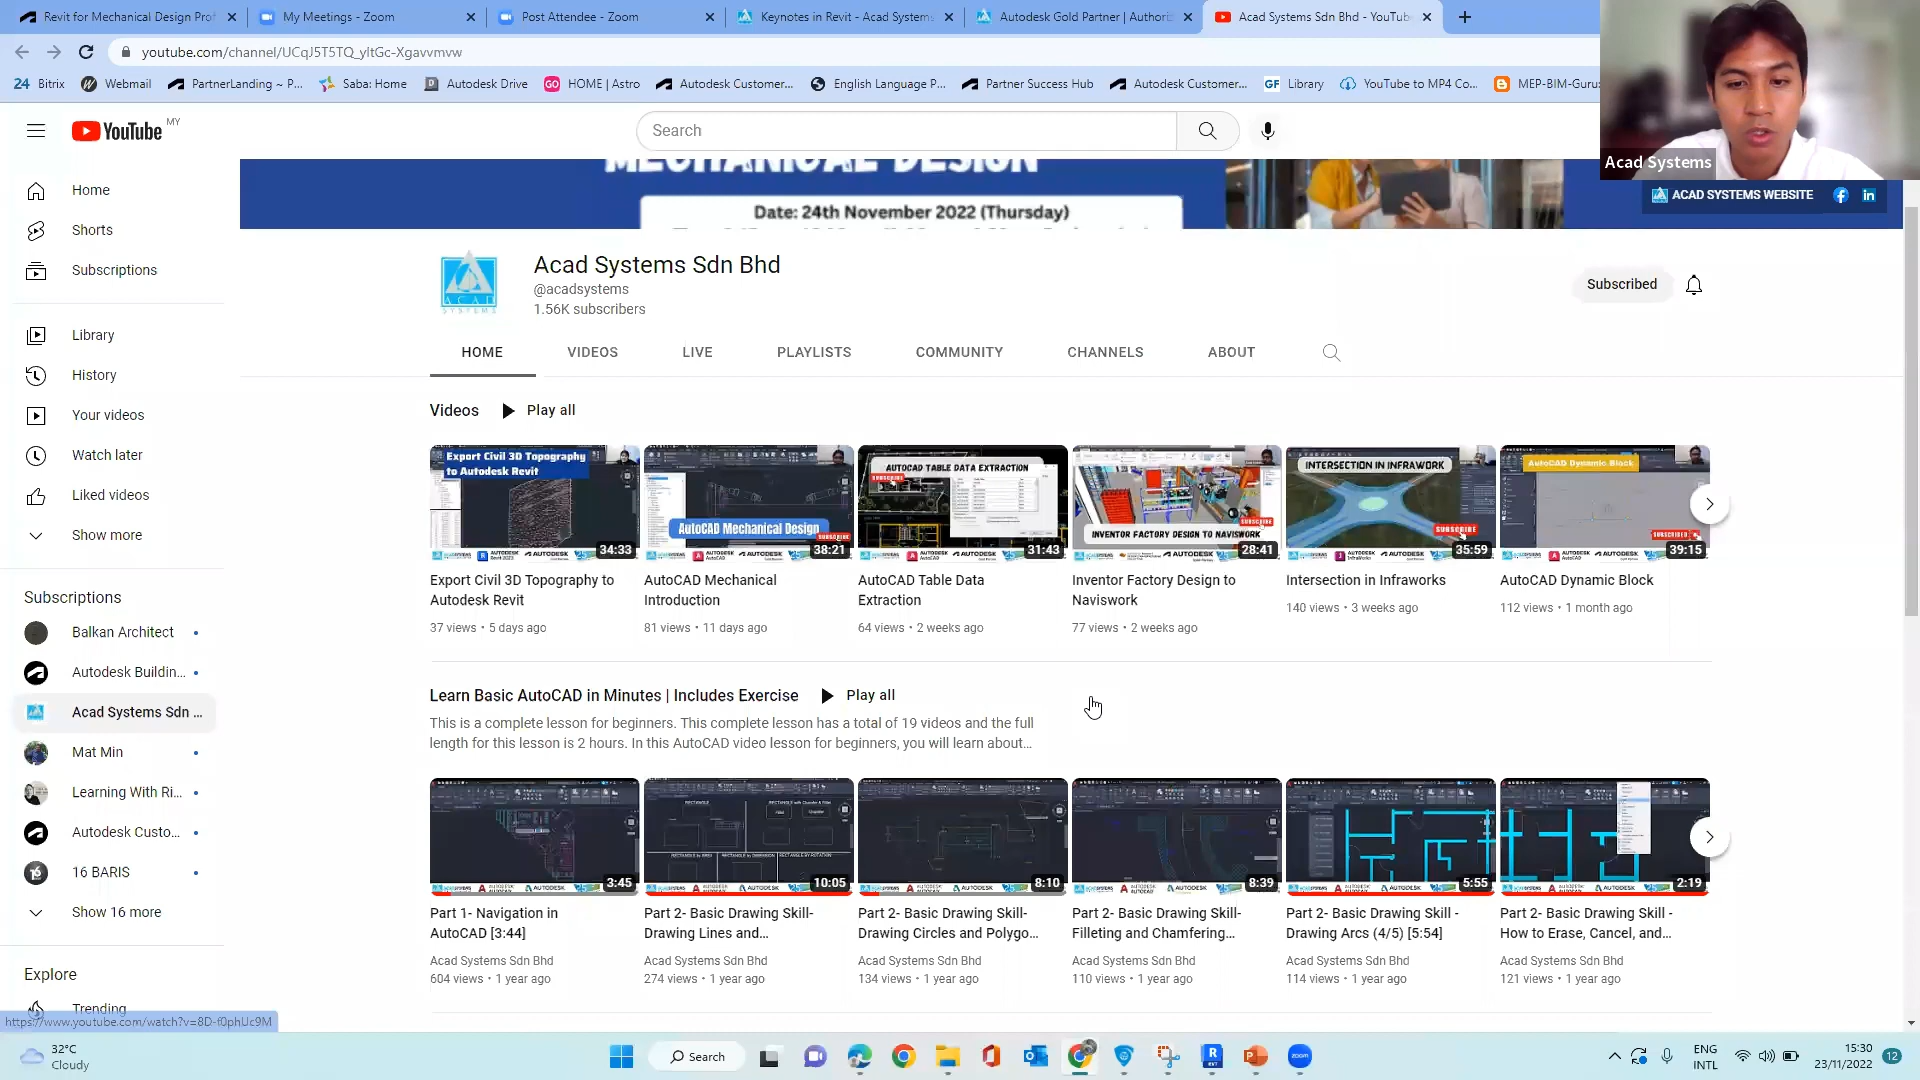 Revit for Mechanical Design Prof
My Meetings - Zoom
Post Attendee - Zoom
Keynotes in Revit - Acad Systems
Autodesk Gold Partner | Authoriz
Acad Systems Sdn Bhd - YouTube
youtube.com/channel/UCqJ5T5TQ_yltGc-Xgavvmvw
24 Bitrix
Webmail
PartnerLanding ~ P...
Saba: Home
Autodesk Drive
GO HOME | Astro
Autodesk Customer...
English Language P...
Partner Success Hub
Autodesk Customer...
GF Library
YouTube to MP4 Co...
MEP-BIM-Guru
YouTube MY
Search
Acad Systems
MECHANICAL DESIGN
Date: 24th November 2022 (Thursday)
ACAD SYSTEMS WEBSITE
Home
Shorts
Subscriptions
Library
History
Your videos
Watch later
Liked videos
Show more
Subscriptions
Balkan Architect
Autodesk Buildin...
Acad Systems Sdn ...
Mat Min
Learning With Ri...
Autodesk Custo...
16 BARIS
Show 16 more
Explore
Trending
https://www.youtube.com/watch?v=8D-f0phUc9M
ACAD
SYSTEMS
Acad Systems Sdn Bhd
@acadsystems
1.56K subscribers
Subscribed
HOME
VIDEOS
LIVE
PLAYLISTS
COMMUNITY
CHANNELS
ABOUT
Videos
Play all
Export Civil 3D Topography
to Autodesk Revit
34:33
AutoCAD Mechanical Design
SUBSCRIBE
38:21
AUTOCAD TABLE DATA EXTRACTION
SUBSCRIBE
31:43
INVENTOR FACTORY DESIGN TO NAVISWORK
SUBSCRIBE
28:41
INTERSECTION IN INFRAWORK
SUBSCRIBE
35:59
AutoCAD Dynamic Block
SUBSCRIBED
39:15
Export Civil 3D Topography to
Autodesk Revit
37 views • 5 days ago
AutoCAD Mechanical
Introduction
81 views • 11 days ago
AutoCAD Table Data
Extraction
64 views • 2 weeks ago
Inventor Factory Design to
Naviswork
77 views • 2 weeks ago
Intersection in Infraworks
140 views • 3 weeks ago
AutoCAD Dynamic Block
112 views • 1 month ago
Learn Basic AutoCAD in Minutes | Includes Exercise
Play all
This is a complete lesson for beginners. This complete lesson has a total of 19 videos and the full
length for this lesson is 2 hours. In this AutoCAD video lesson for beginners, you will learn about...
3:45
10:05
8:10
8:39
5:55
2:19
Part 1- Navigation in
AutoCAD [3:44]
Acad Systems Sdn Bhd
604 views • 1 year ago
Part 2- Basic Drawing Skill-
Drawing Lines and...
Acad Systems Sdn Bhd
274 views • 1 year ago
Part 2- Basic Drawing Skill-
Drawing Circles and Polygo...
Acad Systems Sdn Bhd
134 views • 1 year ago
Part 2- Basic Drawing Skill-
Filleting and Chamfering...
Acad Systems Sdn Bhd
110 views • 1 year ago
Part 2- Basic Drawing Skill -
Drawing Arcs (4/5) [5:54]
Acad Systems Sdn Bhd
114 views • 1 year ago
Part 2- Basic Drawing Skill -
How to Erase, Cancel, and...
Acad Systems Sdn Bhd
121 views • 1 year ago
32°C
Cloudy
Search
ENG
INTL
15:30
23/11/2022
12